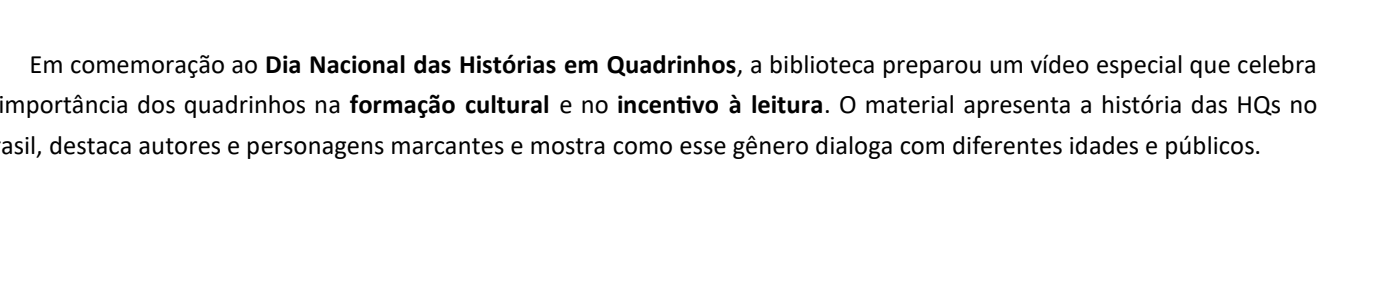 Em comemoração ao Dia Nacional das Histórias em Quadrinhos, a biblioteca preparou um vídeo especial que celebra
importância dos quadrinhos na formação cultural e no incentivo à leitura. O material apresenta a história das HQs no
asil, destaca autores e personagens marcantes e mostra como esse gênero dialoga com diferentes idades e públicos.